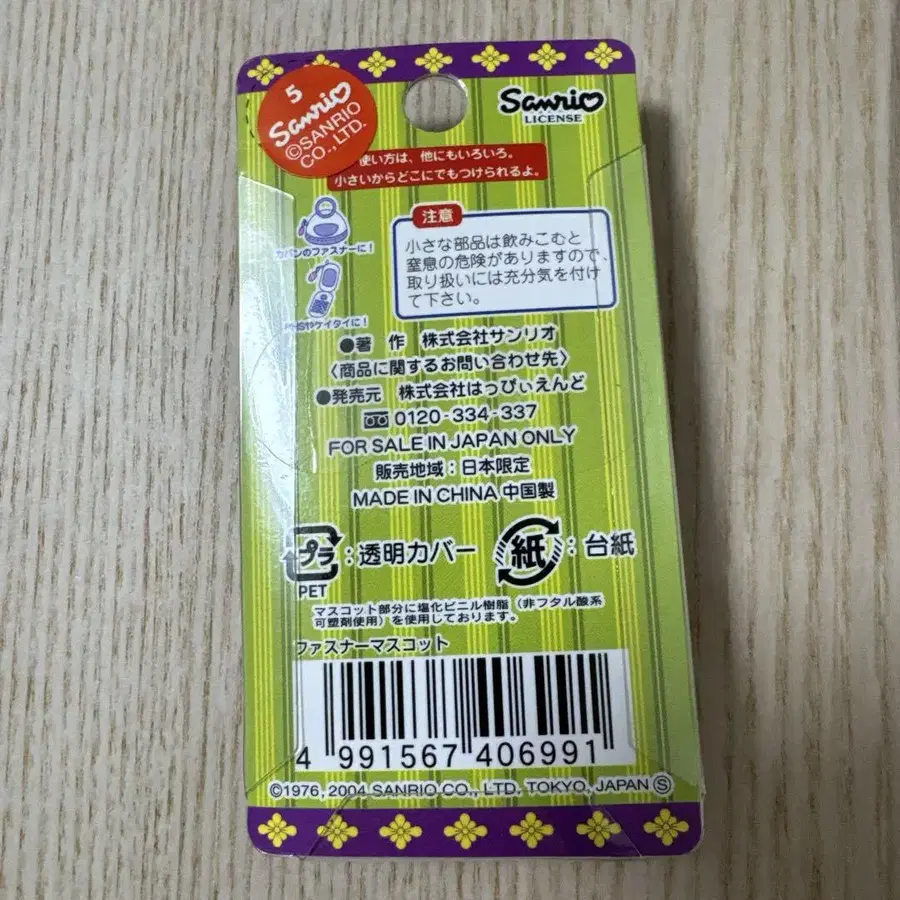 5
Sanrio
©SANRIO
CO., LTD.
Sanrio
LICENSE
使い方は、他にもいろいろ。
小さいからどこにでもつけられるよ。
カバンのファスナーに!
PHSやケイタイに!
注意
小さな部品は飲みこむと
窒息の危険がありますので、
取り扱いには充分気を付け
て下さい。
●著 作 株式会社サンリオ
〈商品に関するお問い合わせ先〉
●発売元 株式会社はっぴぃえんど
0120-334-337
FOR SALE IN JAPAN ONLY
販売地域:日本限定
MADE IN CHINA 中国製
プラ:透明カバー
PET
紙:台紙
マスコット部分に塩化ビニル樹脂(非フタル酸系
可塑剤使用)を使用しております。
ファスナーマスコット
4 991567 406991
©1976, 2004 SANRIO CO., LTD. TOKYO, JAPAN Ⓢ